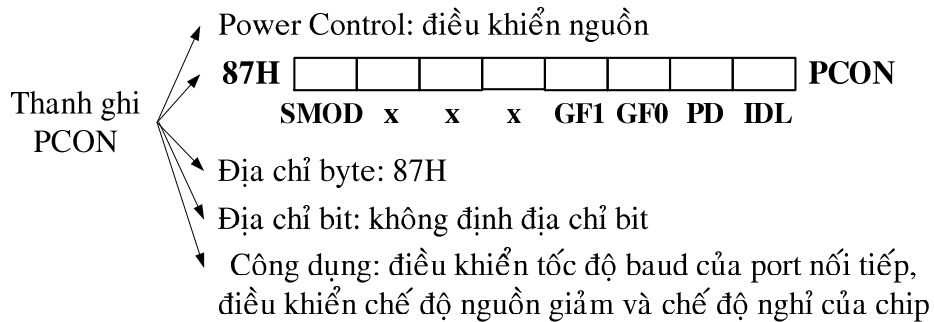 Thanh ghi
PCON
Power Control: điều khiển nguồn
87H PCON
SMOD x x x GF1 GF0 PD IDL
Địa chỉ byte: 87H
Địa chỉ bit: không định địa chỉ bit
Công dụng: điều khiển tốc độ baud của port nối tiếp,
điều khiển chế độ nguồn giảm và chế độ nghỉ của chip